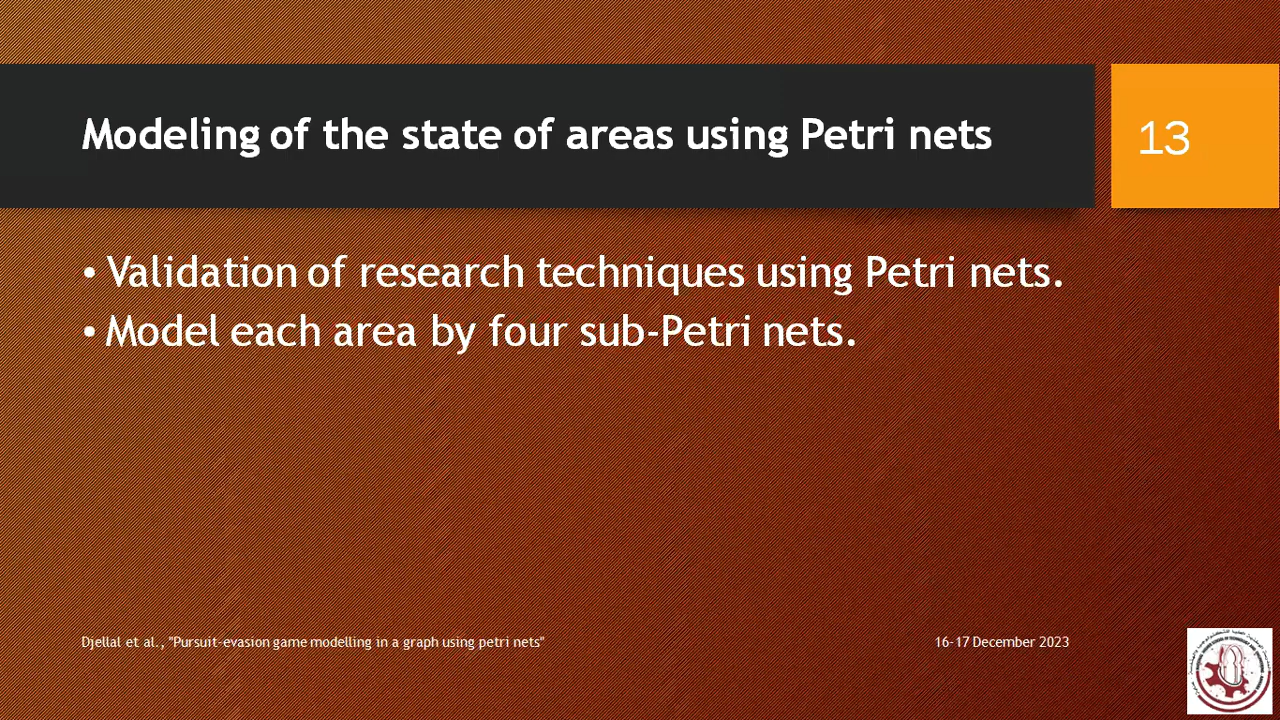 Modeling of the state of areas using Petri nets
13
• Validation of research techniques using Petri nets.
• Model each area by four sub-Petri nets.
Djellal et al., "Pursuit-evasion game modelling in a graph using petri nets"
16-17 December 2023